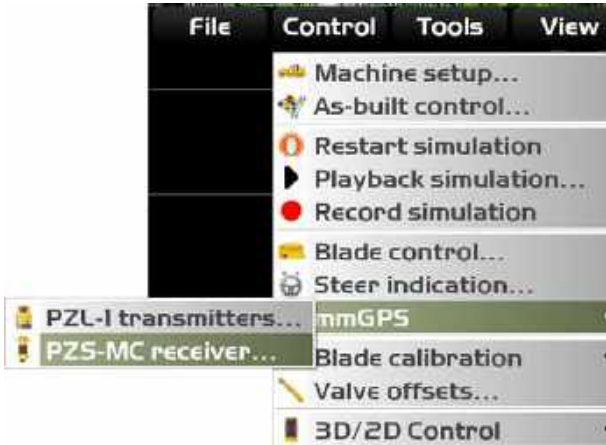 File Control Tools View
Machine setup...
As-built control...
Restart simulation
Playback simulation...
Record simulation
Blade control...
Steer indication...
PZL-1 transmitters... mmGPS
PZS-MC receiver...
Blade calibration
Valve offsets...
3D/2D Control